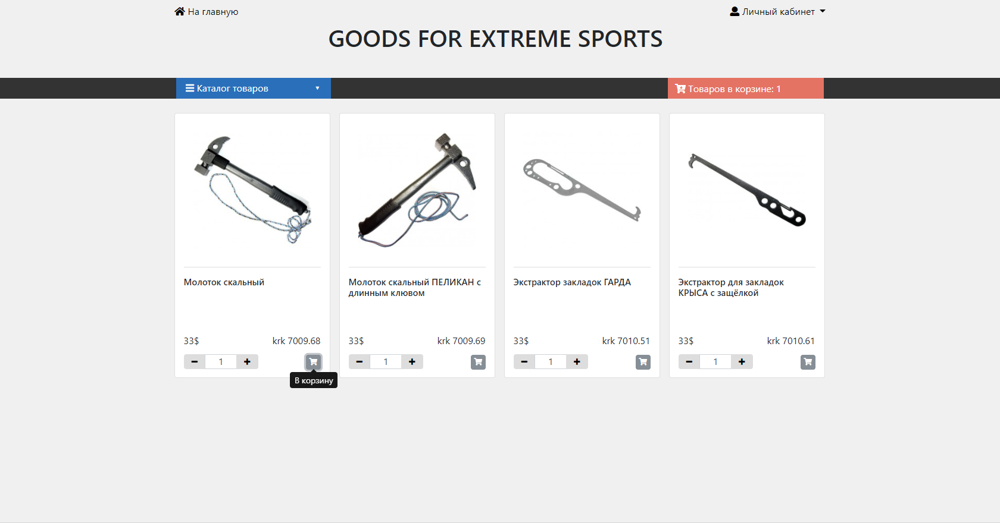 На главную
Личный кабинет
GOODS FOR EXTREME SPORTS
Каталог товаров
Товаров в корзине: 1
Молоток скальный
33$
krk 7009.68
1
В корзину
Молоток скальный ПЕЛИКАН с
длинным клювом
33$
krk 7009.69
1
Экстрактор закладок ГАРДА
33$
krk 7010.51
1
Экстрактор для закладок
КРЫСА с защёлкой
33$
krk 7010.61
1